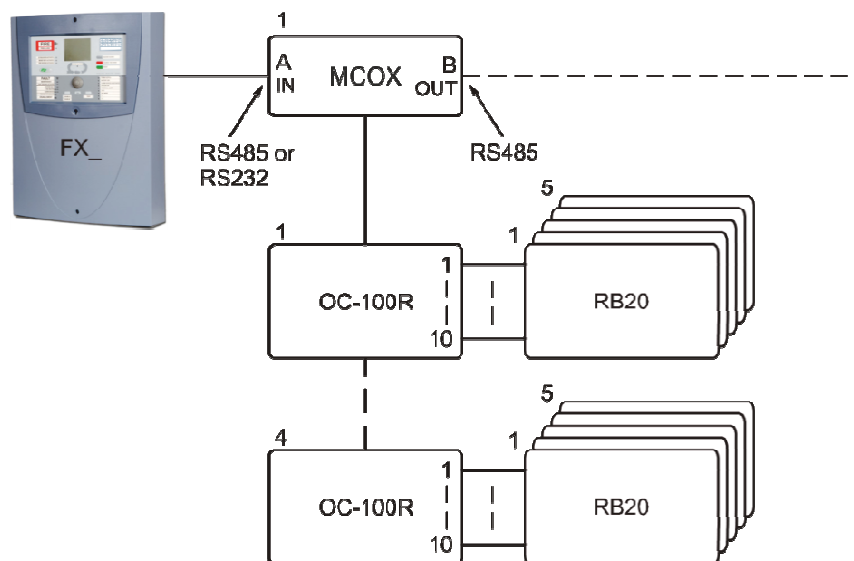 1
A
IN
MCOX
B
OUT
FX_
RS485 or
RS232
RS485
5
1
1
OC-100R
1
10
RB20
5
4
1
OC-100R
1
10
RB20